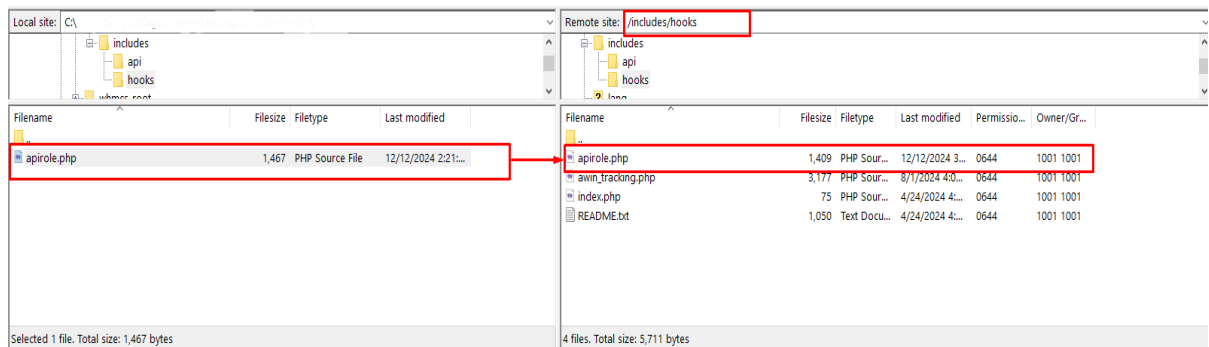 Local site: C:\
Remote site: /includes/hooks
includes
api
hooks
whmcs_root
includes
api
hooks
lang
Filename Filesize Filetype Last modified
..
apirole.php 1,467 PHP Source File 12/12/2024 2:21:...
Selected 1 file. Total size: 1,467 bytes
Filename Filesize Filetype Last modified Permissio... Owner/Gr...
..
apirole.php 1,409 PHP Sour... 12/12/2024 3... 0644 1001 1001
awin_tracking.php 3,177 PHP Sour... 8/1/2024 4:0... 0644 1001 1001
index.php 75 PHP Sour... 4/24/2024 4:... 0644 1001 1001
README.txt 1,050 Text Docu... 4/24/2024 4:... 0644 1001 1001
4 files. Total size: 5,711 bytes